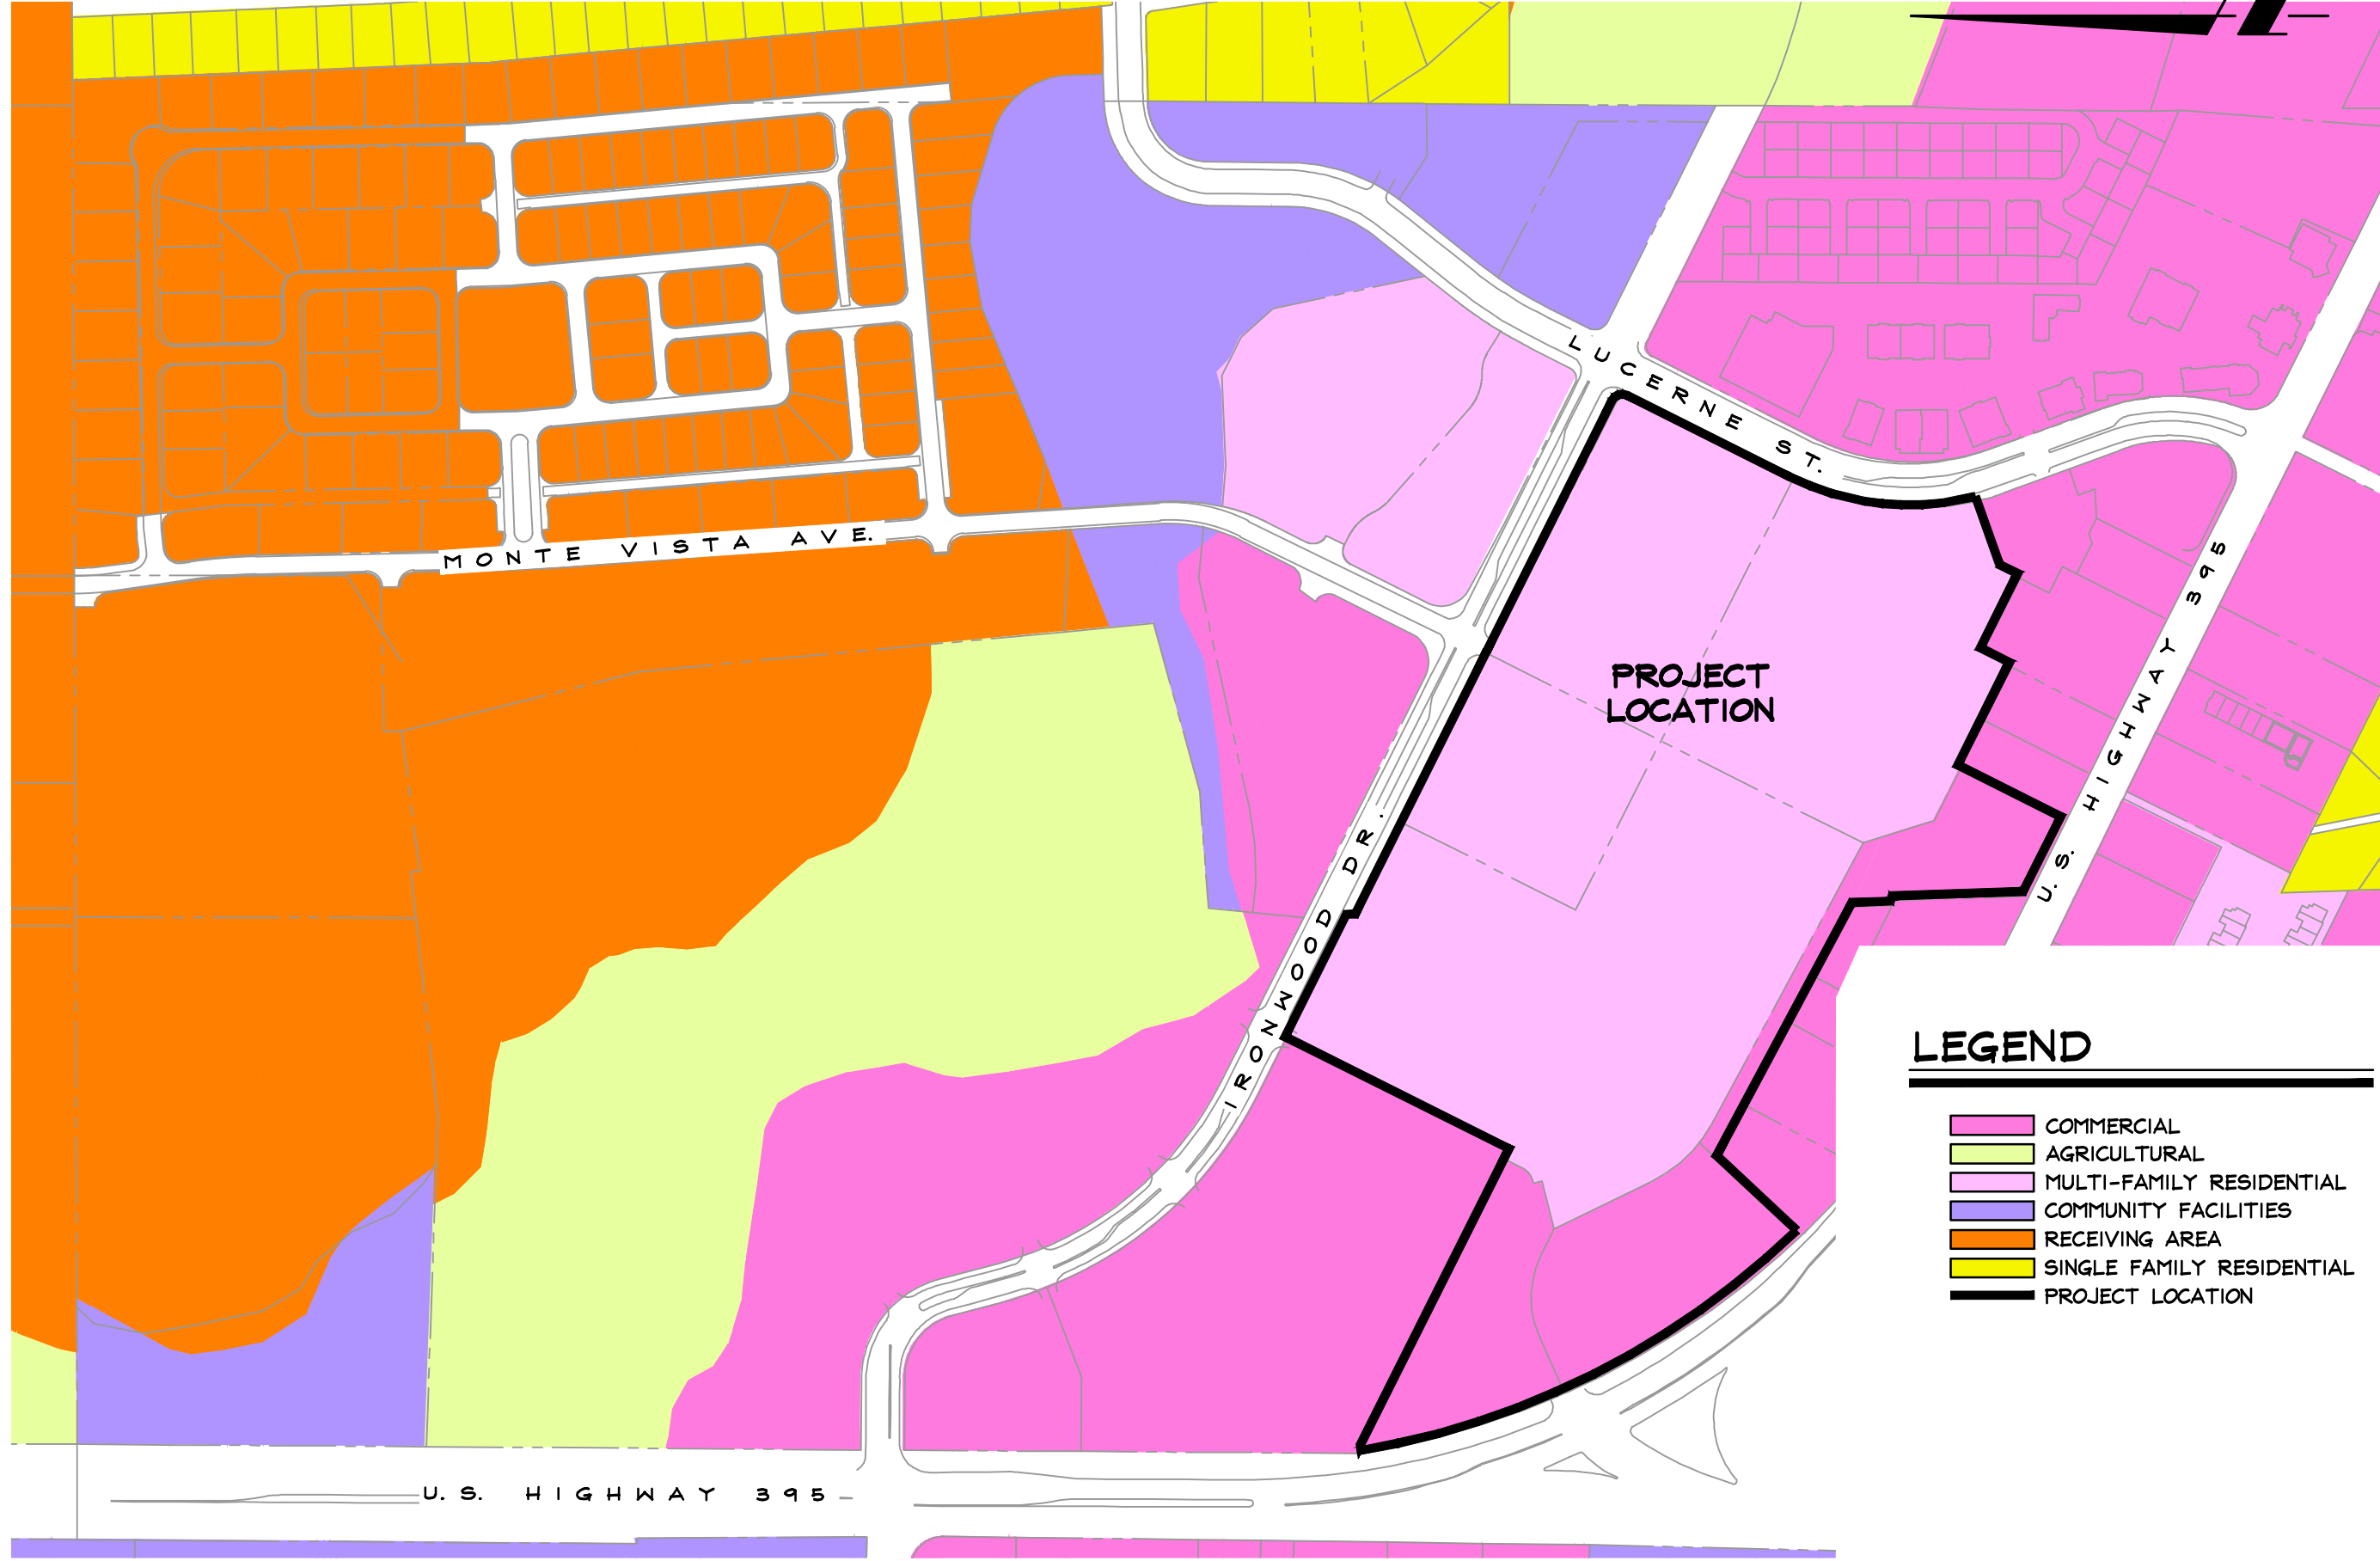 LUCERNE ST.
MONTE VISTA AVE.
U.S. HIGHWAY 395
PROJECT
LOCATION
IRONWOOD DR.
LEGEND
COMMERCIAL
AGRICULTURAL
MULTI-FAMILY RESIDENTIAL
COMMUNITY FACILITIES
RECEIVING AREA
SINGLE FAMILY RESIDENTIAL
PROJECT LOCATION
U.S. HIGHWAY 395